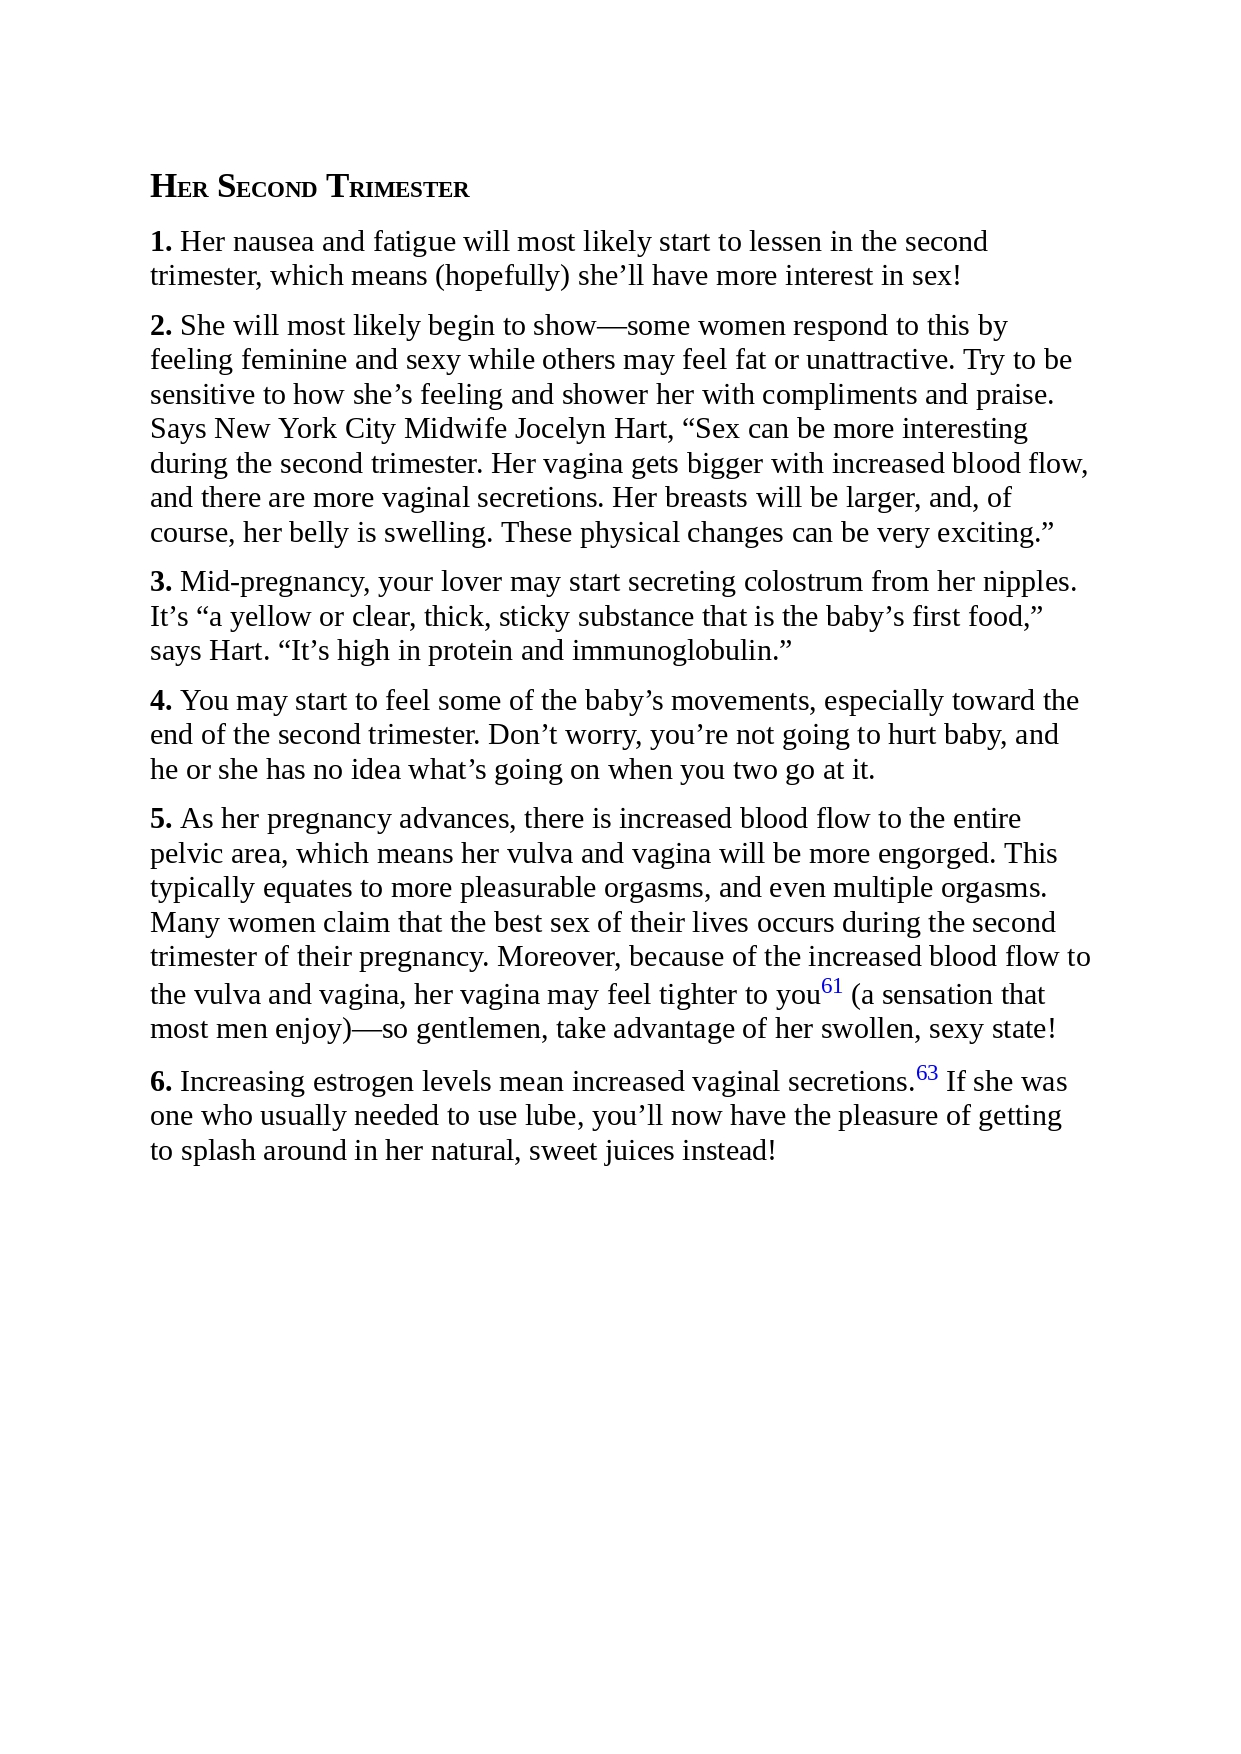 Her Second Trimester
1. Her nausea and fatigue will most likely start to lessen in the second
trimester, which means (hopefully) she’ll have more interest in sex!
2. She will most likely begin to show—some women respond to this by
feeling feminine and sexy while others may feel fat or unattractive. Try to be
sensitive to how she’s feeling and shower her with compliments and praise.
Says New York City Midwife Jocelyn Hart, “Sex can be more interesting
during the second trimester. Her vagina gets bigger with increased blood flow,
and there are more vaginal secretions. Her breasts will be larger, and, of
course, her belly is swelling. These physical changes can be very exciting.”
3. Mid-pregnancy, your lover may start secreting colostrum from her nipples.
It’s “a yellow or clear, thick, sticky substance that is the baby’s first food,”
says Hart. “It’s high in protein and immunoglobulin.”
4. You may start to feel some of the baby’s movements, especially toward the
end of the second trimester. Don’t worry, you’re not going to hurt baby, and
he or she has no idea what’s going on when you two go at it.
5. As her pregnancy advances, there is increased blood flow to the entire
pelvic area, which means her vulva and vagina will be more engorged. This
typically equates to more pleasurable orgasms, and even multiple orgasms.
Many women claim that the best sex of their lives occurs during the second
trimester of their pregnancy. Moreover, because of the increased blood flow to
the vulva and vagina, her vagina may feel tighter to you61 (a sensation that
most men enjoy)—so gentlemen, take advantage of her swollen, sexy state!
6. Increasing estrogen levels mean increased vaginal secretions.63 If she was
one who usually needed to use lube, you’ll now have the pleasure of getting
to splash around in her natural, sweet juices instead!